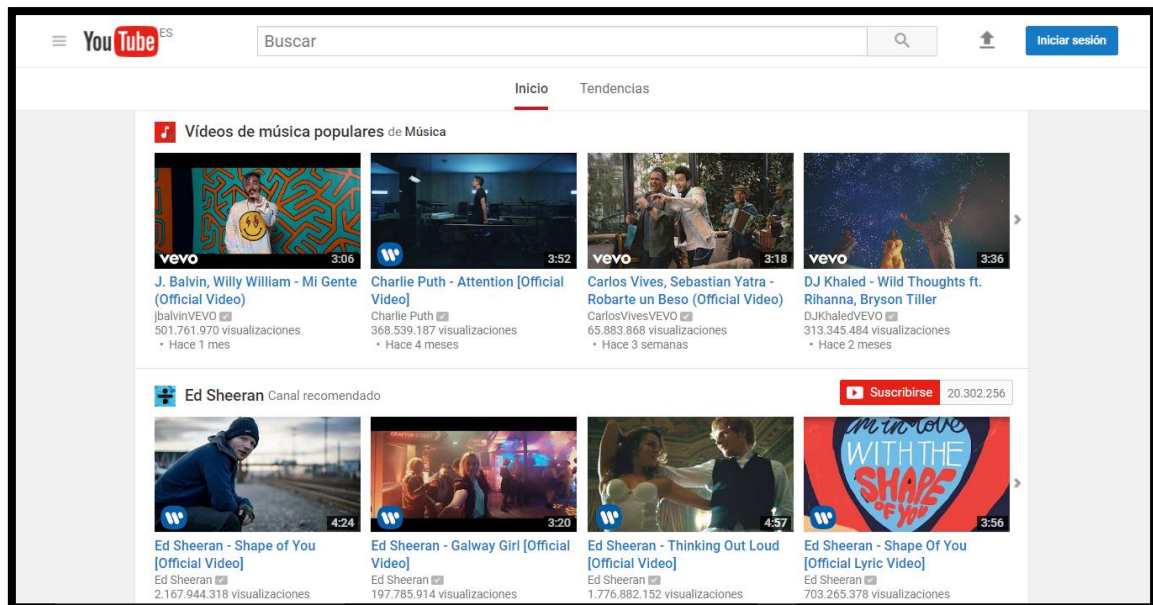 YouTube ES
Buscar
Iniciar sesión
Inicio
Tendencias
Vídeos de música populares de Música
vevo
3:06
3:52
vevo
3:18
vevo
3:36
J. Balvin, Willy William - Mi Gente
(Official Video)
jbalvinVEVO
501.761.970 visualizaciones
• Hace 1 mes
Charlie Puth - Attention [Official
Video]
Charlie Puth
368.539.187 visualizaciones
• Hace 4 meses
Carlos Vives, Sebastian Yatra -
Robarte un Beso (Official Video)
CarlosVivesVEVO
65.883.868 visualizaciones
• Hace 3 semanas
DJ Khaled - Wild Thoughts ft.
Rihanna, Bryson Tiller
DJKhaledVEVO
313.345.484 visualizaciones
• Hace 2 meses
Ed Sheeran Canal recomendado
Suscribirse 20.302.256
4:24
3:20
4:57
I'm in love
WITH THE
SHAPE
OF YOU
3:56
Ed Sheeran - Shape of You
[Official Video]
Ed Sheeran
2.167.944.318 visualizaciones
Ed Sheeran - Galway Girl [Official
Video]
Ed Sheeran
197.785.914 visualizaciones
Ed Sheeran - Thinking Out Loud
[Official Video]
Ed Sheeran
1.776.882.152 visualizaciones
Ed Sheeran - Shape Of You
[Official Lyric Video]
Ed Sheeran
703.265.378 visualizaciones